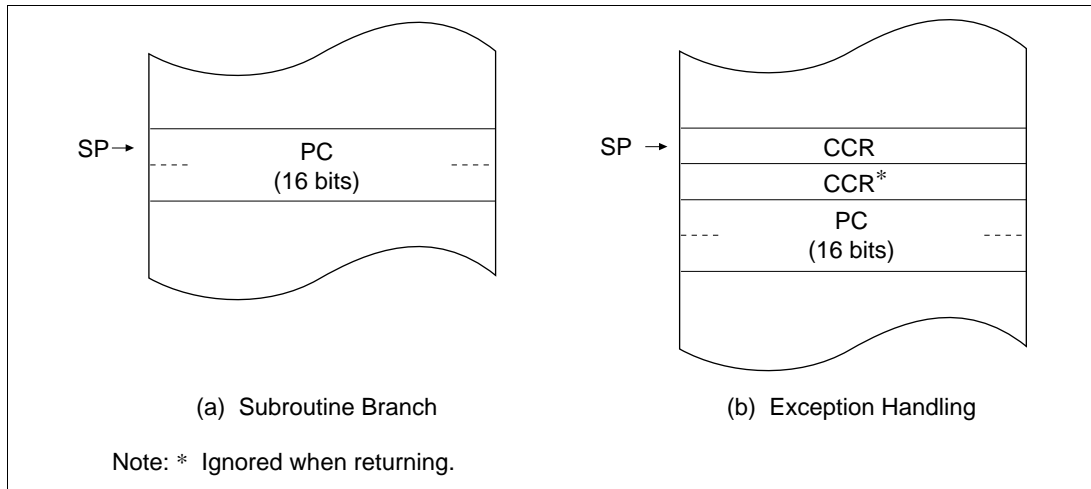 SP
PC
(16 bits)
(a) Subroutine Branch
SP
CCR
CCR*
PC
(16 bits)
(b) Exception Handling
Note: * Ignored when returning.